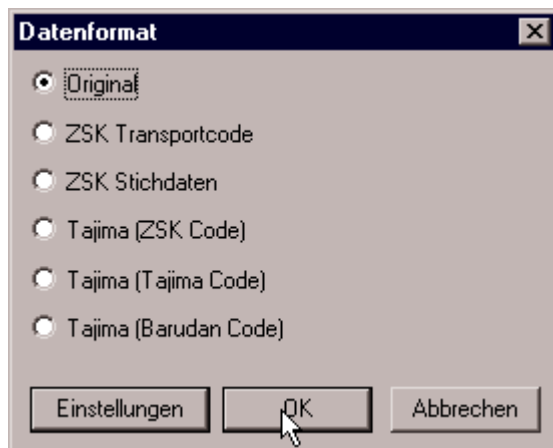 Datenformat
Original
ZSK Transportcode
ZSK Stichdaten
Tajima (ZSK Code)
Tajima (Tajima Code)
Tajima (Barudan Code)
Einstellungen OK Abbrechen